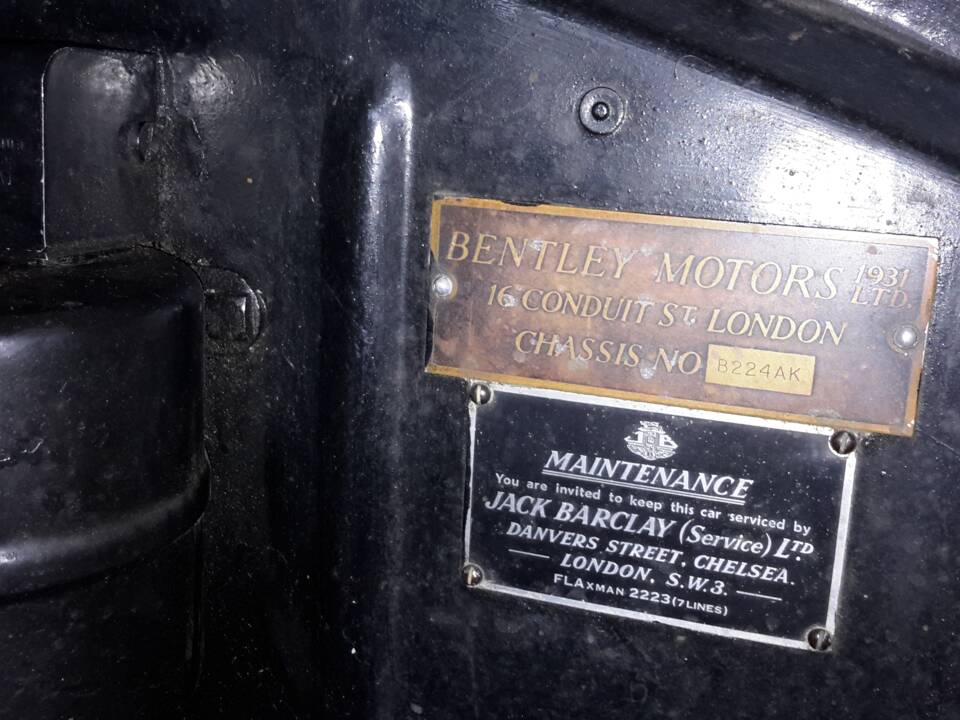 BENTLEY MOTORS 1931 LTD.
16 CONDUIT ST. LONDON
CHASSIS NO B224AK
JB
MAINTENANCE
You are invited to keep this car serviced by
JACK BARCLAY (Service) LTD
DANVERS STREET, CHELSEA.
LONDON, S.W.3.
FLAXMAN 2223 (7 LINES)